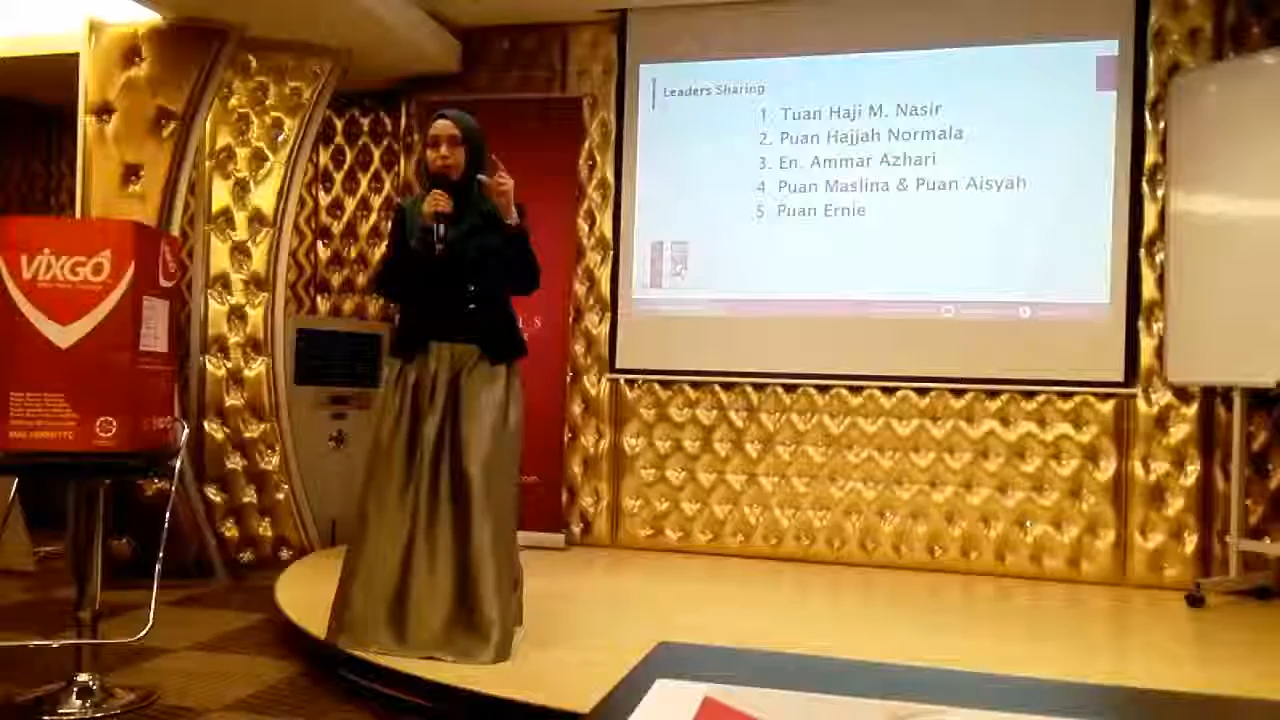 Leaders Sharing
1. Tuan Haji M. Nasir
2. Puan Hajjah Normala
3. En. Ammar Azhari
4. Puan Maslina & Puan Aisyah
5. Puan Ernie
VIXGO